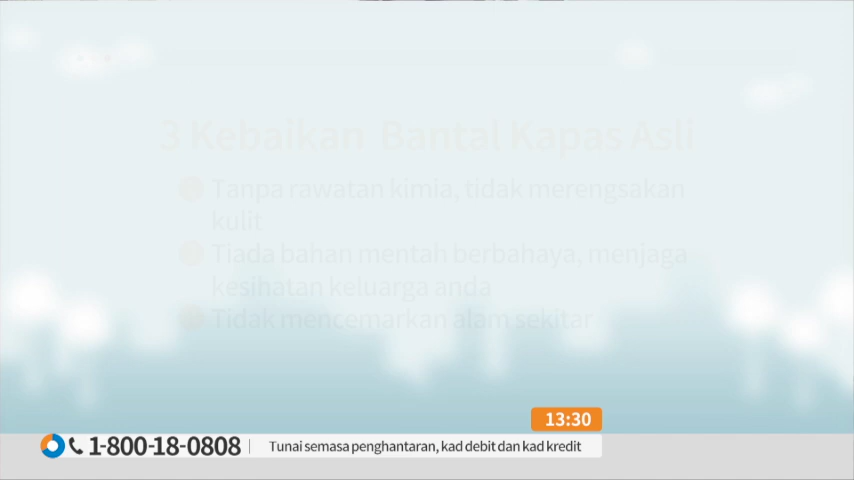 3 Kebaikan Bantal Kapas Asli
Tanpa rawatan kimia, tidak merengsakan
kulit
Tiada bahan mentah berbahaya, menjaga
kesihatan keluarga anda
Tidak mencemarkan alam sekitar
13:30
1-800-18-0808
Tunai semasa penghantaran, kad debit dan kad kredit